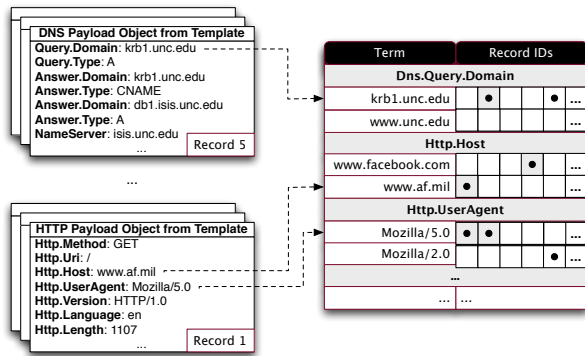 DNS Payload Object from Template
Query.Domain: krb1.unc.edu
Query.Type: A
Answer.Domain: krb1.unc.edu
Answer.Type: CNAME
Answer.Domain: db1.isis.unc.edu
Answer.Type: A
NameServer: isis.unc.edu
...
Record 5
...
HTTP Payload Object from Template
Http.Method: GET
Http.Uri: /
Http.Host: www.af.mil
Http.UserAgent: Mozilla/5.0
Http.Version: HTTP/1.0
Http.Language: en
Http.Length: 1107
...
Record 1
Term Record IDs
Dns.Query.Domain
krb1.unc.edu ...
www.unc.edu ...
Http.Host
www.facebook.com ...
www.af.mil ...
Http.UserAgent
Mozilla/5.0 ...
Mozilla/2.0 ...
...
... ...